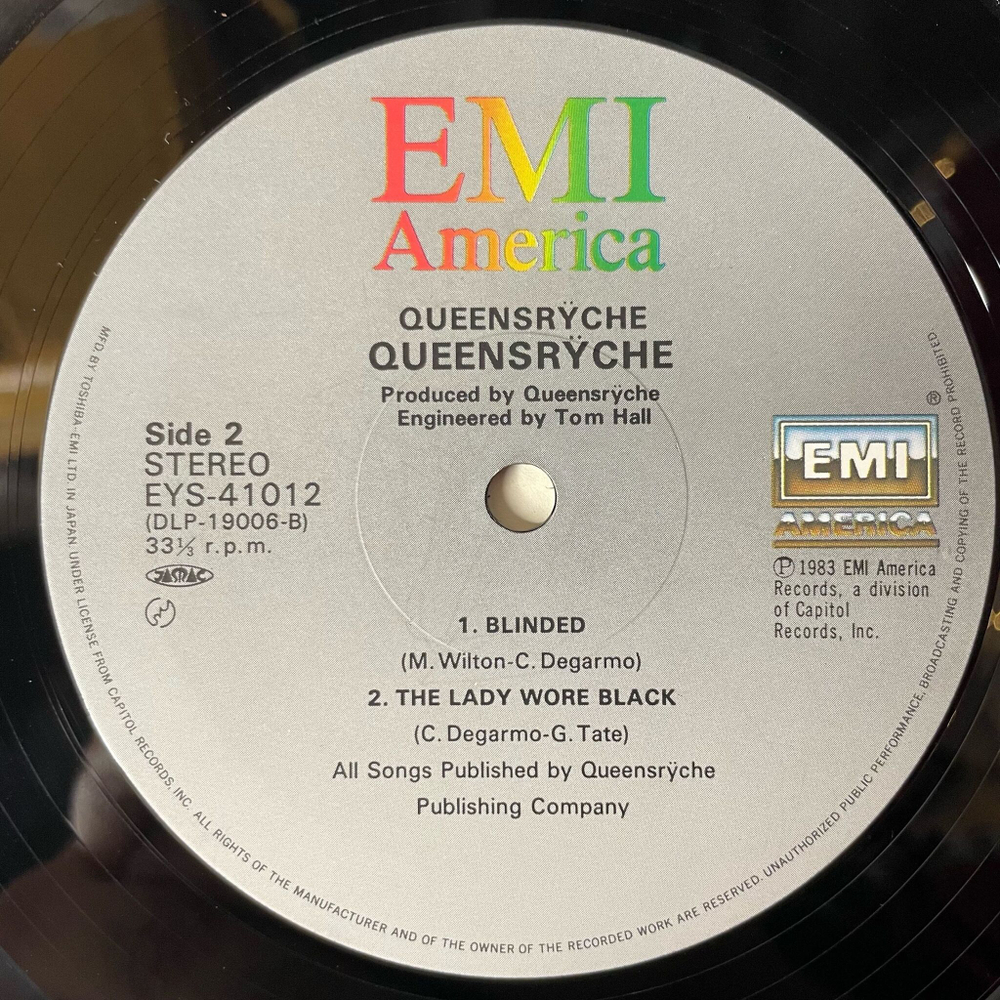 EMI
America
QUEENSRŸCHE
QUEENSRŸCHE
Produced by Queensrÿche
Engineered by Tom Hall
Side 2
STEREO
EYS-41012
(DLP-19006-B)
33⅓ r.p.m.
JASRAC
®
EMI
AMERICA
Ⓟ 1983 EMI America
Records, a division
of Capitol
Records, Inc.
1. BLINDED
(M. Wilton-C. Degarmo)
2. THE LADY WORE BLACK
(C. Degarmo-G. Tate)
All Songs Published by Queensrÿche
Publishing Company
MFD. BY TOSHIBA-EMI LTD. IN JAPAN UNDER LICENSE FROM CAPITOL RECORDS, INC. ALL RIGHTS OF THE MANUFACTURER AND OF THE OWNER OF THE RECORDED WORK ARE RESERVED. UNAUTHORIZED PUBLIC PERFORMANCE, BROADCASTING AND COPYING OF THE RECORD PROHIBITED.